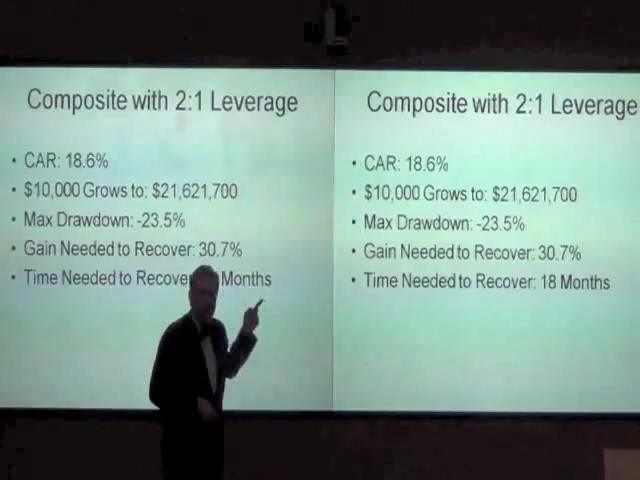 Composite with 2:1 Leverage
• CAR: 18.6%
• $10,000 Grows to: $21,621,700
• Max Drawdown: -23.5%
• Gain Needed to Recover: 30.7%
• Time Needed to Recover Months
Composite with 2:1 Leverage
• CAR: 18.6%
• $10,000 Grows to: $21,621,700
• Max Drawdown: -23.5%
• Gain Needed to Recover: 30.7%
• Time Needed to Recover: 18 Months